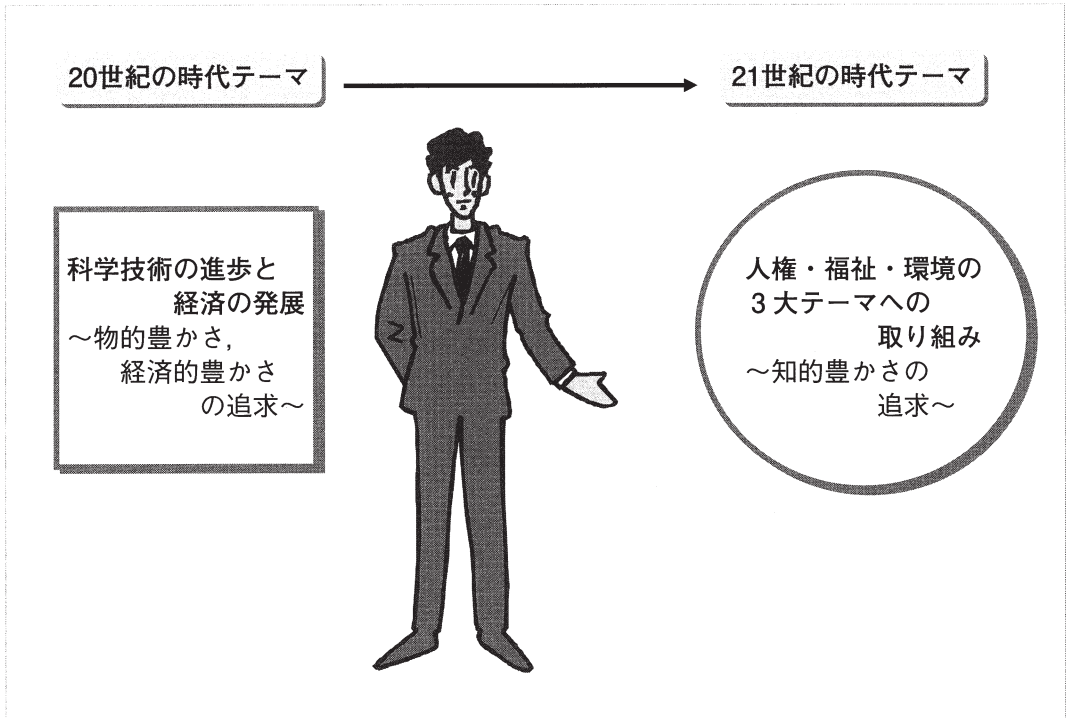 20世紀の時代テーマ
21世紀の時代テーマ
科学技術の進歩と
経済の発展
～物的豊かさ，
経済的豊かさ
の追求～
人権・福祉・環境の
3大テーマへの
取り組み
～知的豊かさの
追求～